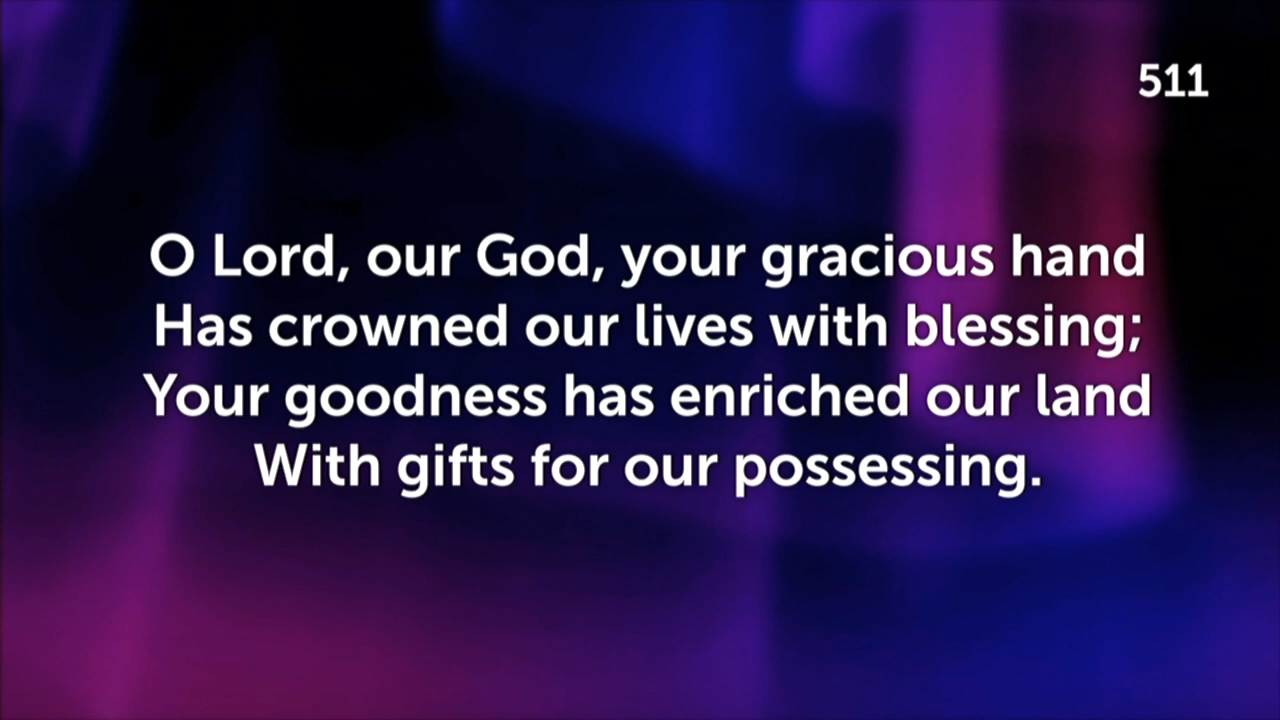 511
O Lord, our God, your gracious hand
Has crowned our lives with blessing;
Your goodness has enriched our land
With gifts for our possessing.